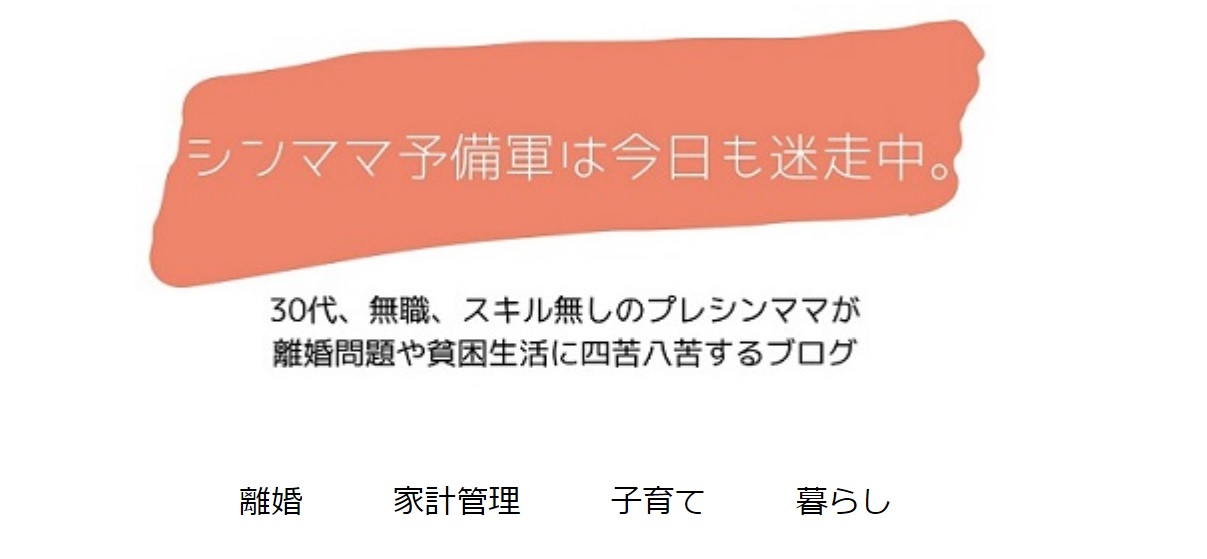 シンママ予備軍は今日も迷走中。
30代、無職、スキル無しのプレシンママが
離婚問題や貧困生活に四苦八苦するブログ
離婚 家計管理 子育て 暮らし